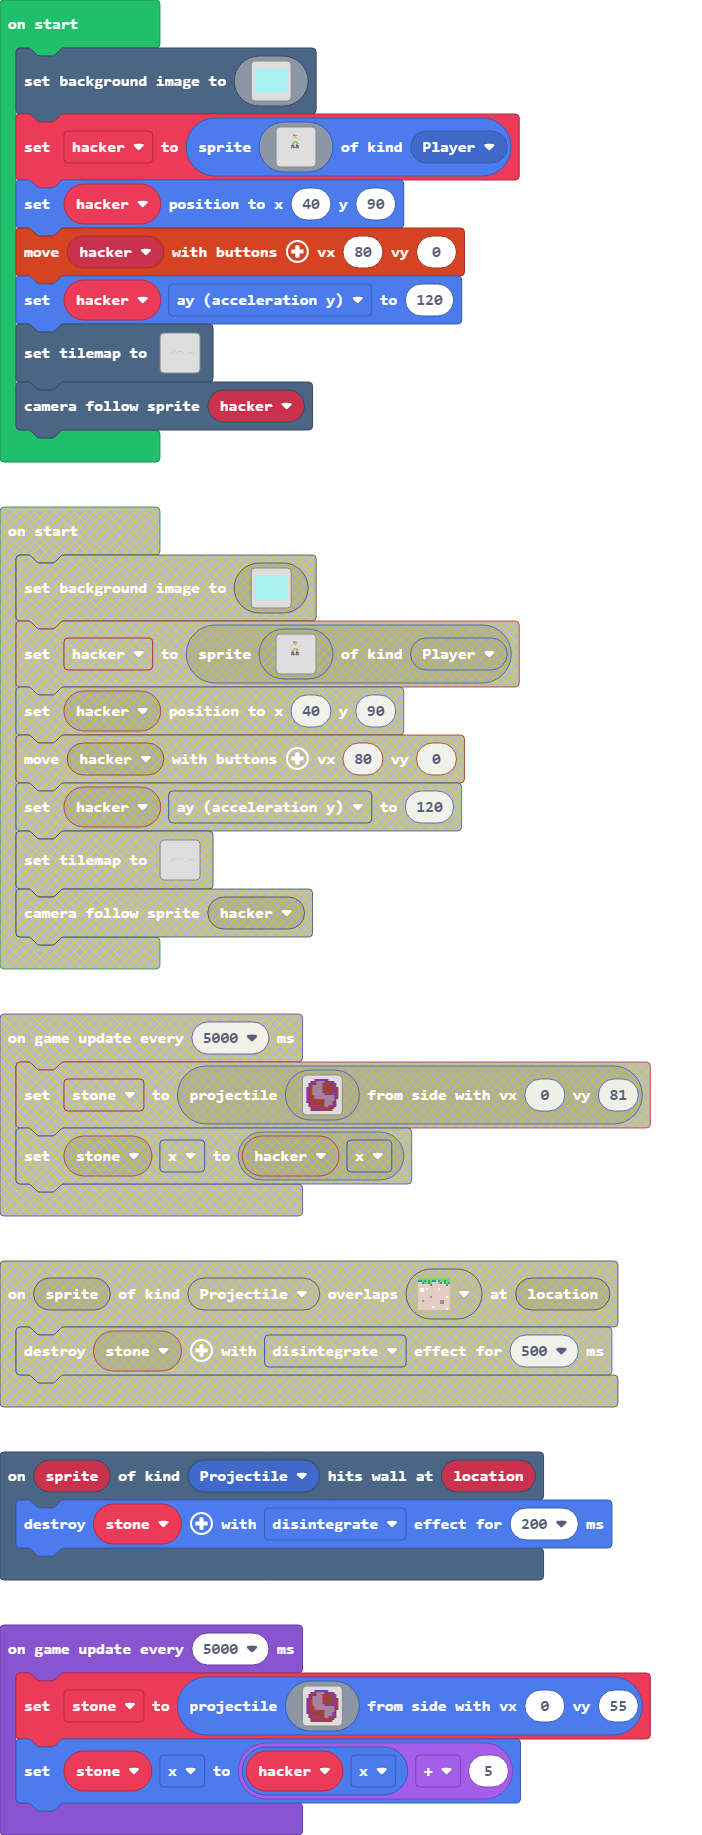 on start
set background image to
set hacker to sprite of kind Player
set hacker position to x 40 y 90
move hacker with buttons vx 80 vy 0
set hacker ay (acceleration y) to 120
set tilemap to
camera follow sprite hacker
on start
set background image to
set hacker to sprite of kind Player
set hacker position to x 40 y 90
move hacker with buttons vx 80 vy 0
set hacker ay (acceleration y) to 120
set tilemap to
camera follow sprite hacker
on game update every 5000 ms
set stone to projectile from side with vx 0 vy 81
set stone x to hacker x
on sprite of kind Projectile overlaps at location
destroy stone with disintegrate effect for 500 ms
on sprite of kind Projectile hits wall at location
destroy stone with disintegrate effect for 200 ms
on game update every 5000 ms
set stone to projectile from side with vx 0 vy 55
set stone x to hacker x + 5